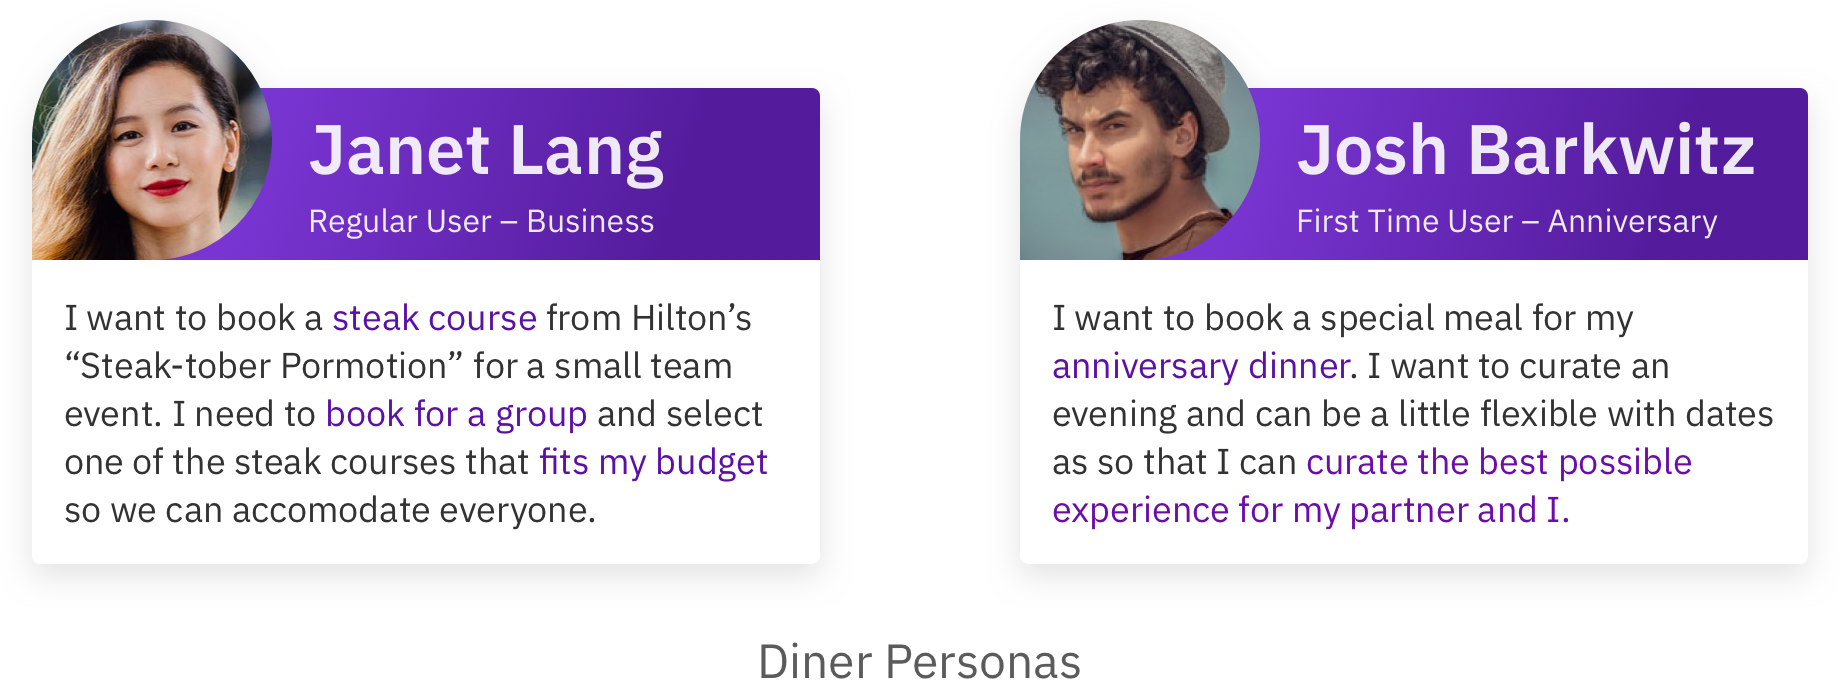 Janet Lang
Regular User – Business
I want to book a steak course from Hilton’s
“Steak-tober Pormotion” for a small team
event. I need to book for a group and select
one of the steak courses that fits my budget
so we can accomodate everyone.
Josh Barkwitz
First Time User – Anniversary
I want to book a special meal for my
anniversary dinner. I want to curate an
evening and can be a little flexible with dates
as so that I can curate the best possible
experience for my partner and I.
Diner Personas